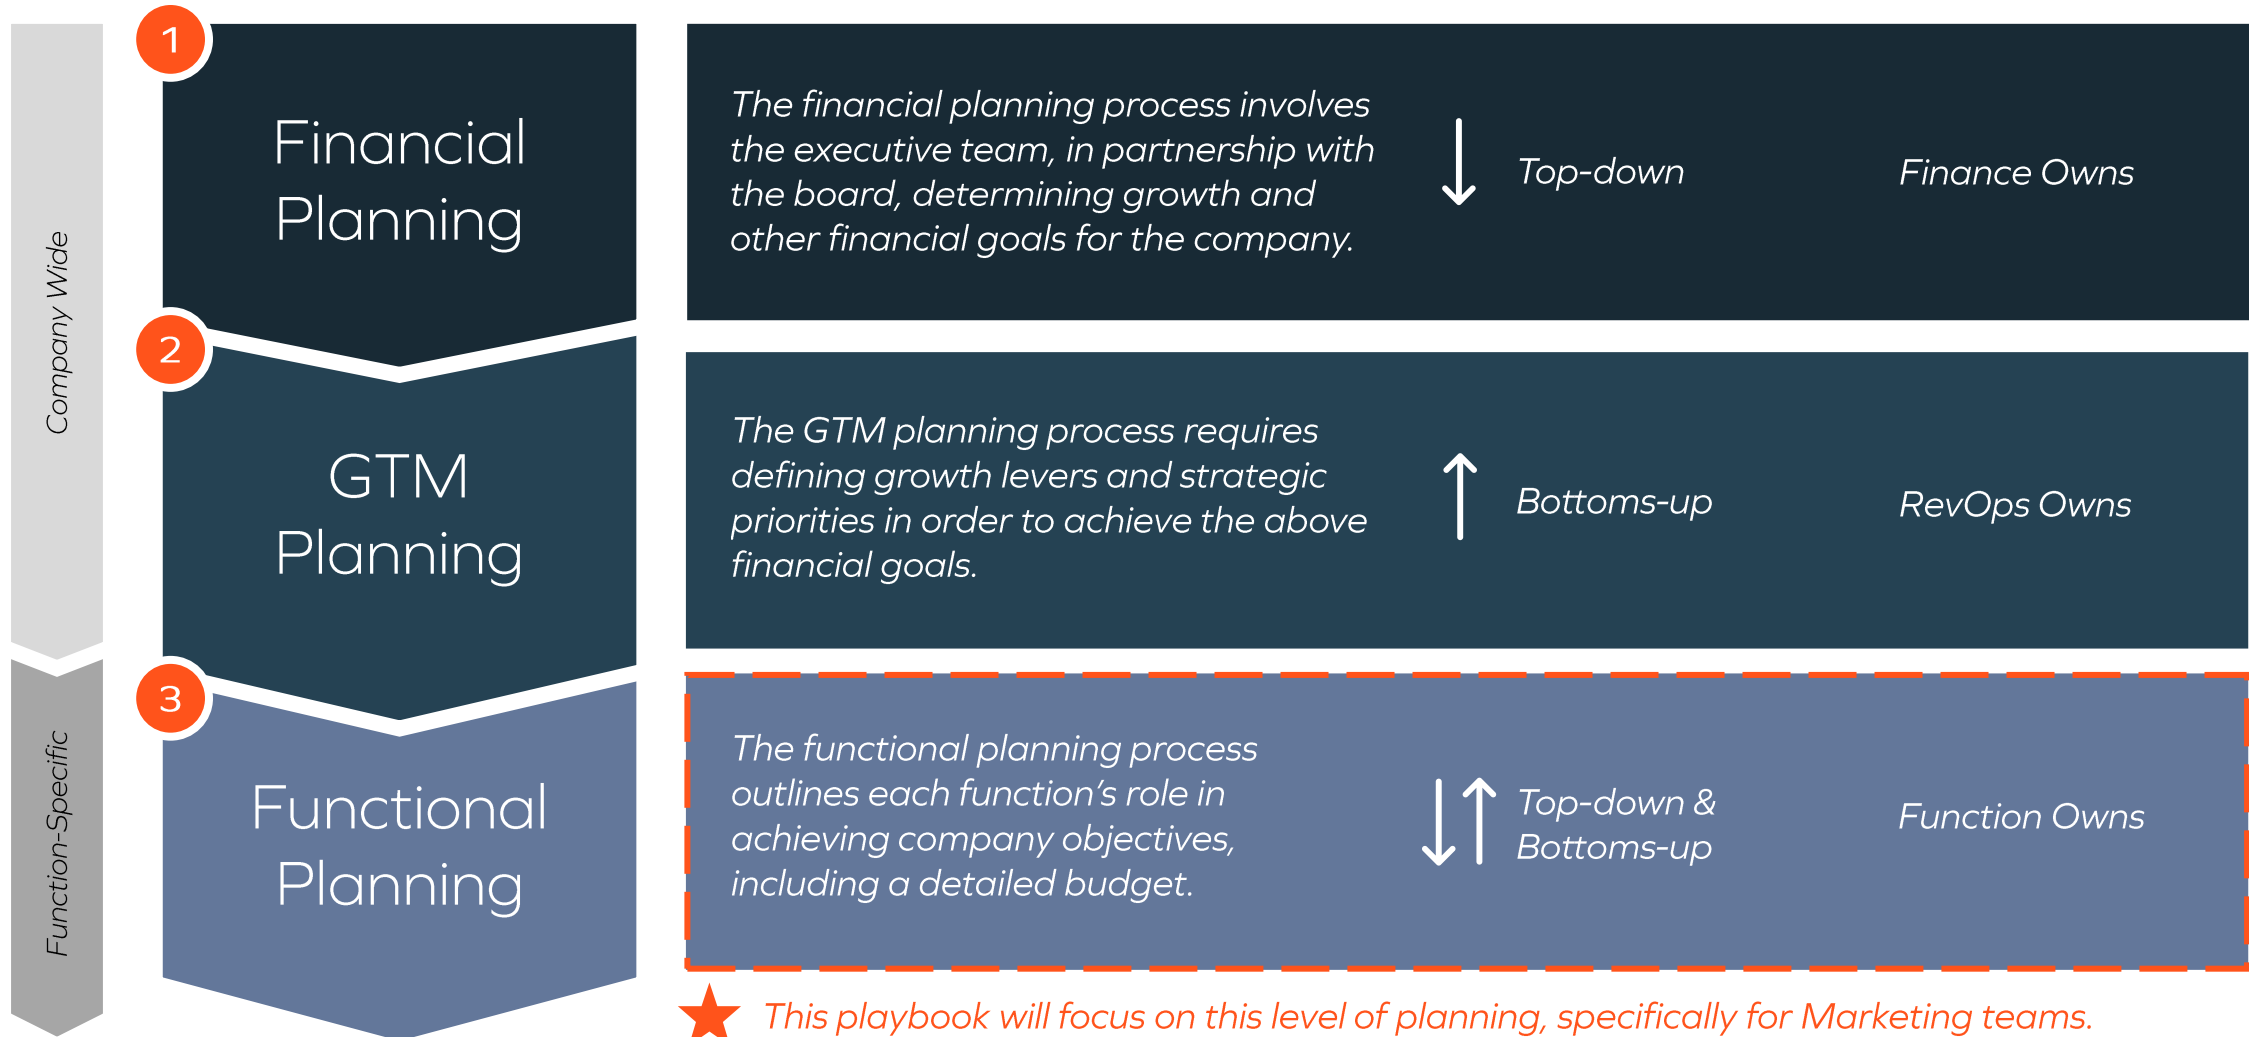 Company Wide
1
Financial
Planning
The financial planning process involves
the executive team, in partnership with
the board, determining growth and
other financial goals for the company.
Top-down
Finance Owns
2
GTM
Planning
The GTM planning process requires
defining growth levers and strategic
priorities in order to achieve the above
financial goals.
Bottoms-up
RevOps Owns
Function-Specific
3
Functional
Planning
The functional planning process
outlines each function’s role in
achieving company objectives,
including a detailed budget.
Top-down &
Bottoms-up
Function Owns
This playbook will focus on this level of planning, specifically for Marketing teams.